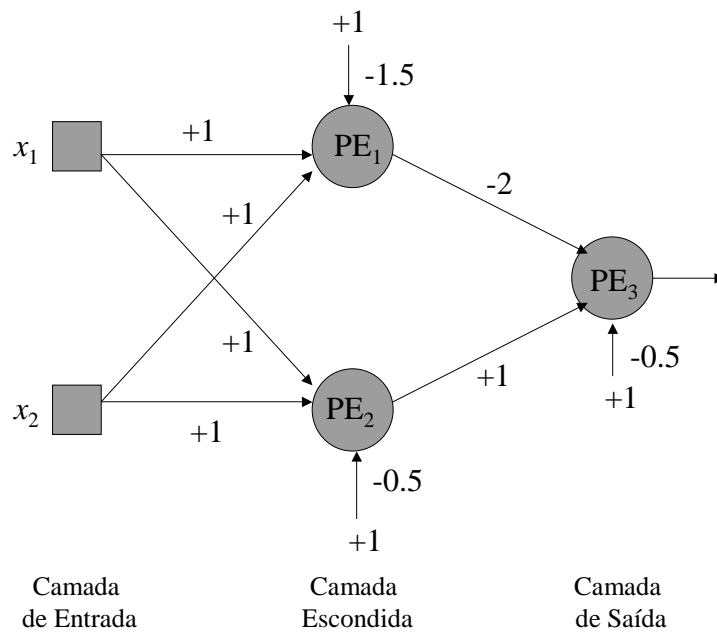 +1
-1.5
+1
x1
PE1
-2
+1
PE3
+1
-0.5
+1
x2
PE2
+1
+1
-0.5
+1
Camada
de Entrada
Camada
Escondida
Camada
de Saída